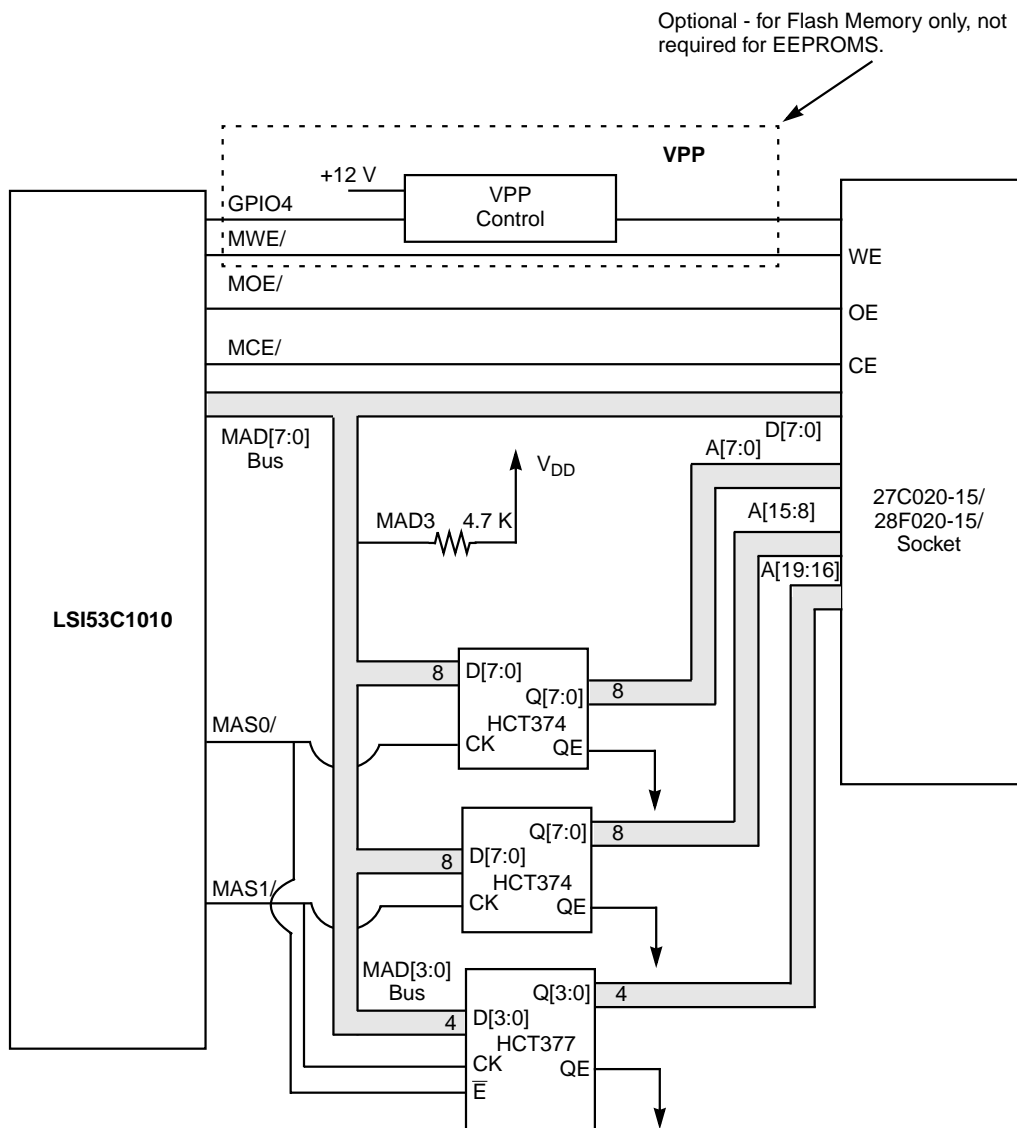 Optional - for Flash Memory only, not
required for EEPROMS.
VPP
+12 V
VPP
Control
GPIO4
MWE/
WE
MOE/
OE
MCE/
CE
D[7:0]
MAD[7:0]
Bus
A[7:0]
VDD
MAD3
4.7 K
A[15:8]
27C020-15/
28F020-15/
Socket
A[19:16]
LSI53C1010
8
D[7:0]
Q[7:0]
8
HCT374
MAS0/
CK
QE
Q[7:0]
8
8
D[7:0]
HCT374
MAS1/
CK
QE
MAD[3:0]
Bus
Q[3:0]
4
4
D[3:0]
HCT377
CK
QE
E